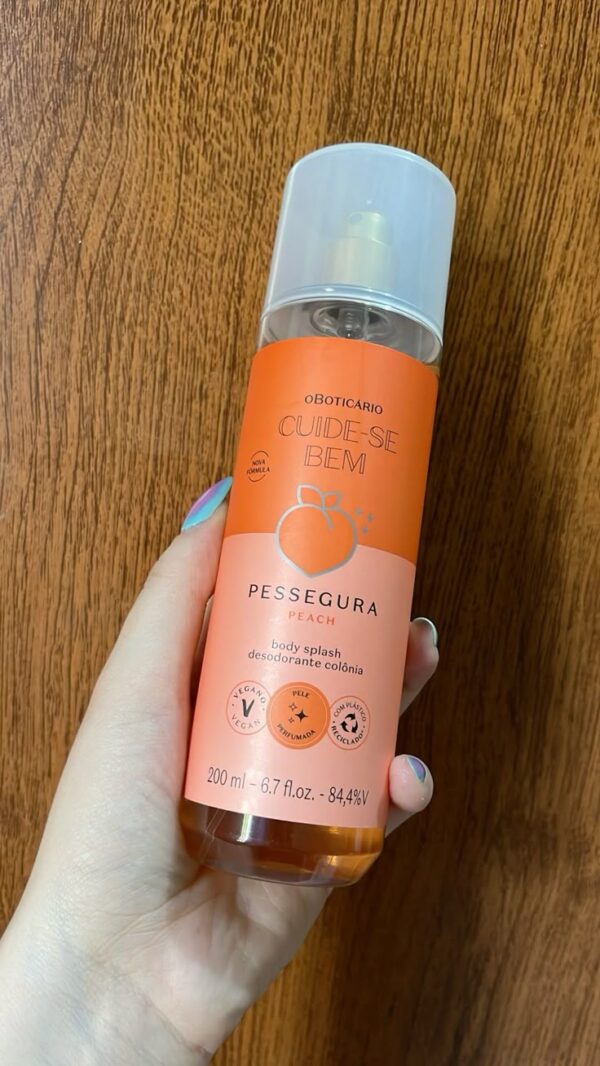 oBOTICÁRIO
CUIDE-SE
BEM
NOVA
FÓRMULA
PESSEGURA
PEACH
body splash
desodorante colônia
VEGANO
V
VEGAN
PELE
PERFUMADA
COM PLÁSTICO
RECICLADO
200 ml - 6.7 fl.oz. - 84,4%V